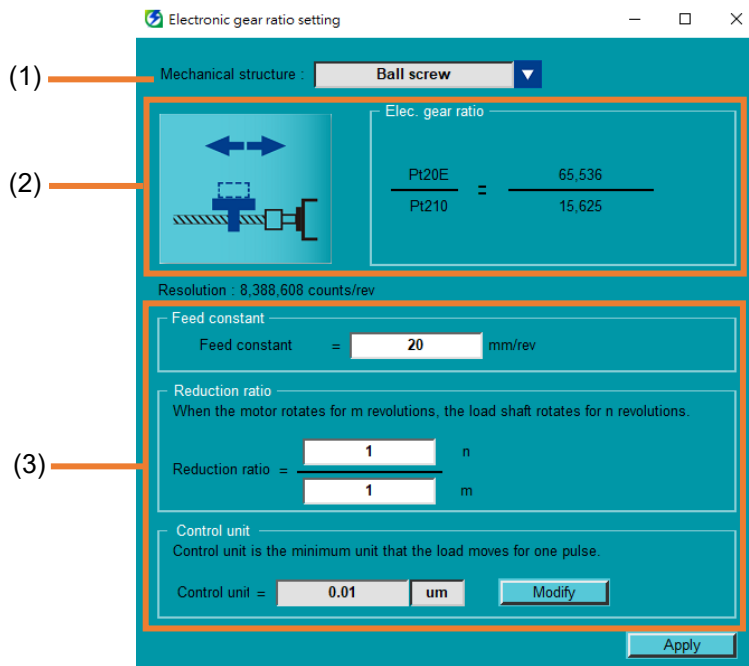 Electronic gear ratio setting
(1)
Mechanical structure : Ball screw
(2)
Elec. gear ratio
Pt20E = 65,536
Pt210 15,625
Resolution : 8,388,608 counts/rev
(3)
Feed constant
Feed constant = 20 mm/rev
Reduction ratio
When the motor rotates for m revolutions, the load shaft rotates for n revolutions.
1 n
Reduction ratio =
1 m
Control unit
Control unit is the minimum unit that the load moves for one pulse.
Control unit = 0.01 um Modify
Apply